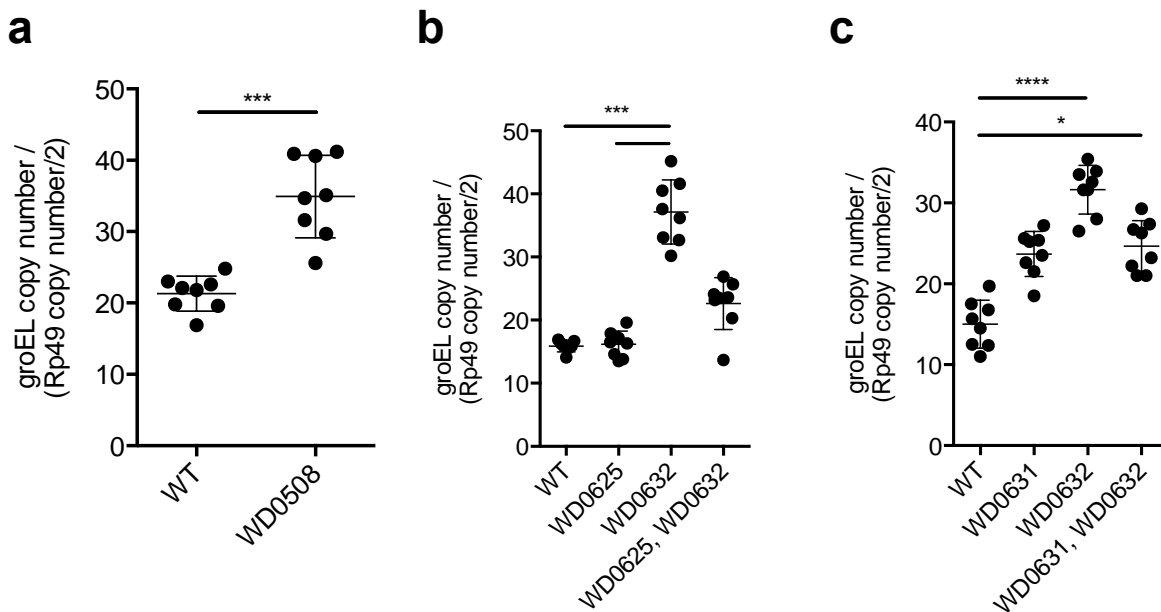 a
groEL copy number /
(Rp49 copy number/2)
50
40
30
20
10
0
***
WT
WD0508
b
groEL copy number /
(Rp49 copy number/2)
50
40
30
20
10
0
***
WT
WD0625
WD0632
WD0625, WD0632
c
groEL copy number /
(Rp49 copy number/2)
40
30
20
10
0
****
*
WT
WD0631
WD0632
WD0631, WD0632